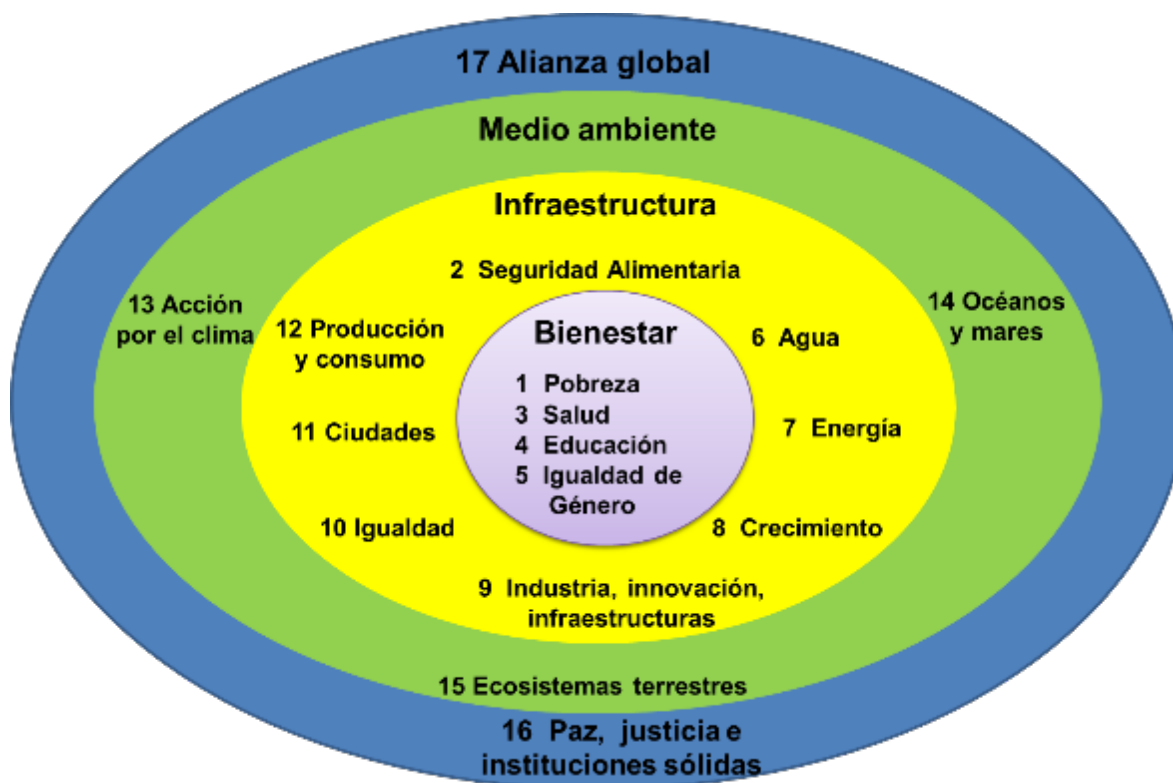 17 Alianza global
Medio ambiente
Infraestructura
2 Seguridad Alimentaria
13 Acción
por el clima
14 Océanos
y mares
12 Producción
y consumo
Bienestar
6 Agua
1 Pobreza
3 Salud
4 Educación
5 Igualdad de
Género
11 Ciudades
7 Energía
10 Igualdad
8 Crecimiento
9 Industria, innovación,
infraestructuras
15 Ecosistemas terrestres
16 Paz, justicia e
instituciones sólidas